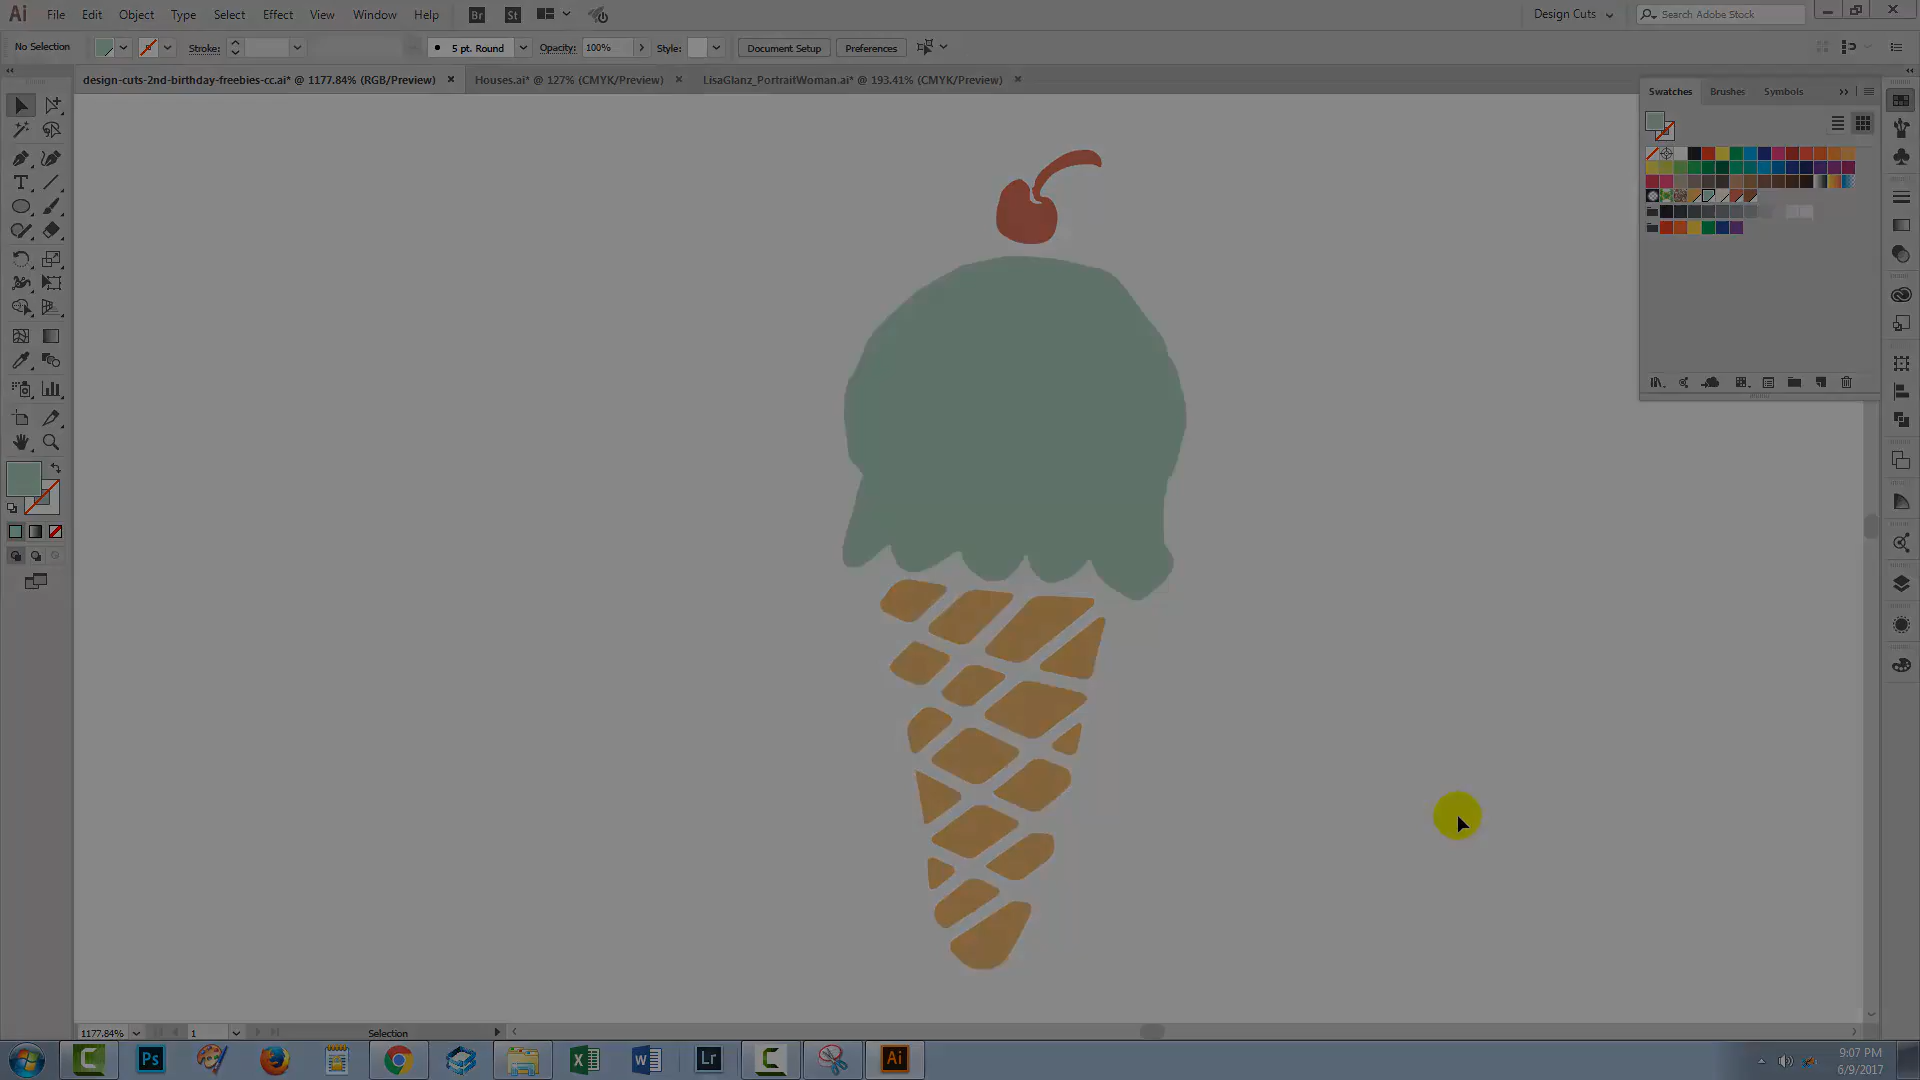 Ai File Edit Object Type Select Effect View Window Help Br St Design Cuts Search Adobe Stock
No Selection Stroke: 5 pt. Round Opacity: 100% Style: Document Setup Preferences
design-cuts-2nd-birthday-freebies-cc.ai* @ 1177.84% (RGB/Preview) Houses.ai* @ 127% (CMYK/Preview) LisaGlanz_PortraitWoman.ai* @ 193.41% (CMYK/Preview)
Swatches Brushes Symbols
1177.84% 1 Selection
Ps Lr Ai
9:07 PM
6/9/2017